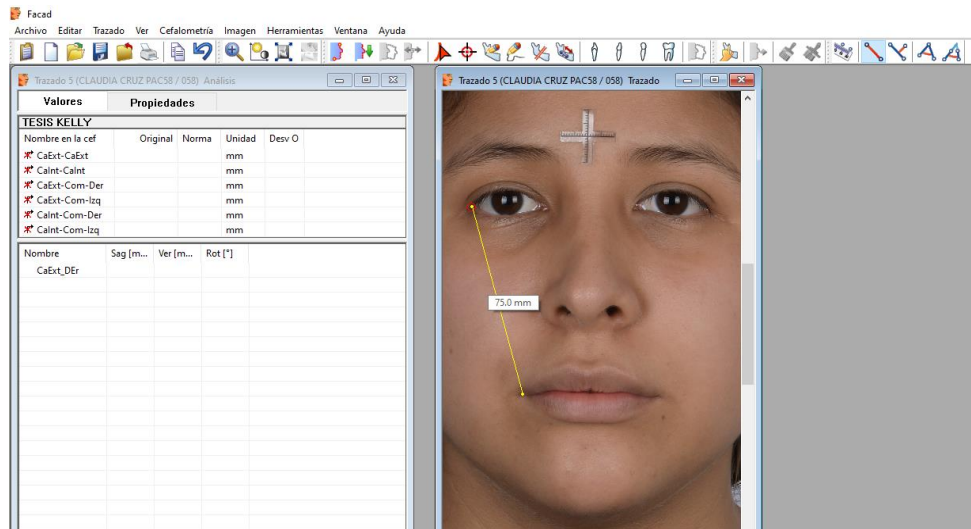 Facad
Archivo Editar Trazado Ver Cefalometría Imagen Herramientas Ventana Ayuda
Trazado 5 (CLAUDIA CRUZ PAC58 / 058) Análisis
Trazado 5 (CLAUDIA CRUZ PAC58 / 058) Trazado
Valores Propiedades
TESIS KELLY
Nombre en la cef Original Norma Unidad Desv O
CaExt-CaExt mm
CaInt-CaInt mm
CaExt-Com-Der mm
CaExt-Com-Izq mm
CaInt-Com-Der mm
CaInt-Com-Izq mm
Nombre Sag [m... Ver [m... Rot [°]
CaExt_DEr
75.0 mm